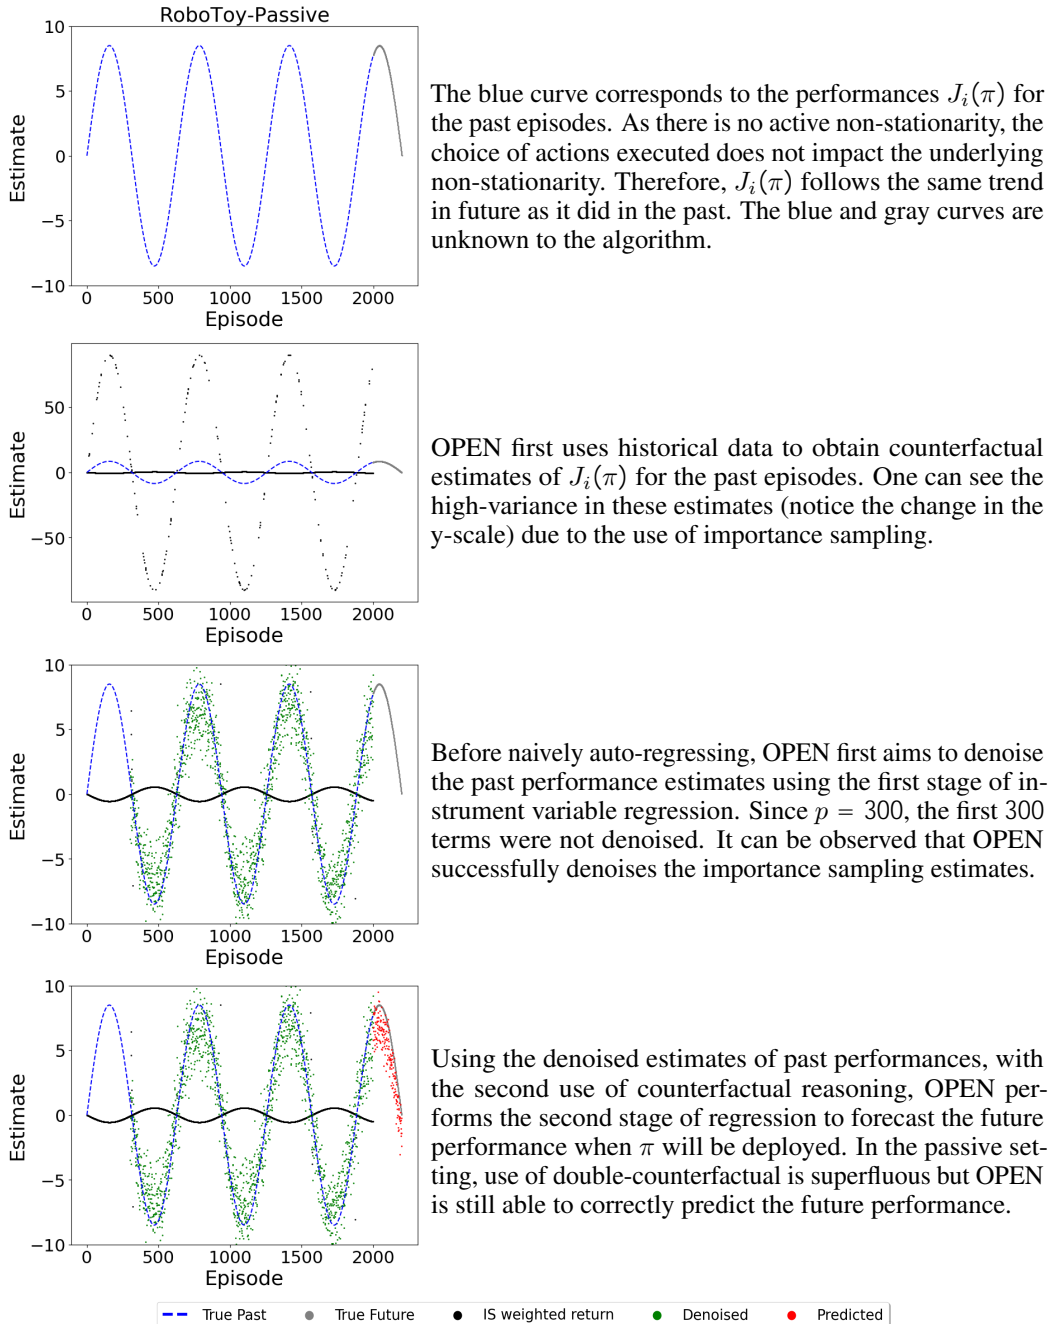 RoboToy-Passive
10
5
0
−5
−10
Estimate
0 500 1000 1500 2000
Episode
The blue curve corresponds to the performances J_i(π) for
the past episodes. As there is no active non-stationarity, the
choice of actions executed does not impact the underlying
non-stationarity. Therefore, J_i(π) follows the same trend
in future as it did in the past. The blue and gray curves are
unknown to the algorithm.
50
0
−50
Estimate
0 500 1000 1500 2000
Episode
OPEN first uses historical data to obtain counterfactual
estimates of J_i(π) for the past episodes. One can see the
high-variance in these estimates (notice the change in the
y-scale) due to the use of importance sampling.
10
5
0
−5
−10
Estimate
0 500 1000 1500 2000
Episode
Before naively auto-regressing, OPEN first aims to denoise
the past performance estimates using the first stage of in-
strument variable regression. Since p = 300, the first 300
terms were not denoised. It can be observed that OPEN
successfully denoises the importance sampling estimates.
10
5
0
−5
−10
Estimate
0 500 1000 1500 2000
Episode
Using the denoised estimates of past performances, with
the second use of counterfactual reasoning, OPEN per-
forms the second stage of regression to forecast the future
performance when π will be deployed. In the passive set-
ting, use of double-counterfactual is superfluous but OPEN
is still able to correctly predict the future performance.
True Past True Future IS weighted return Denoised Predicted